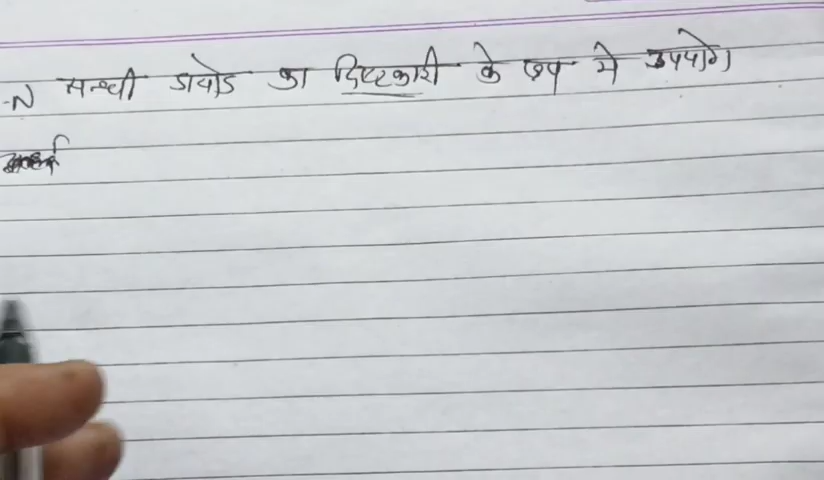 -N सन्धी डायोड का दिष्टकारी के रूप मे उपयोग